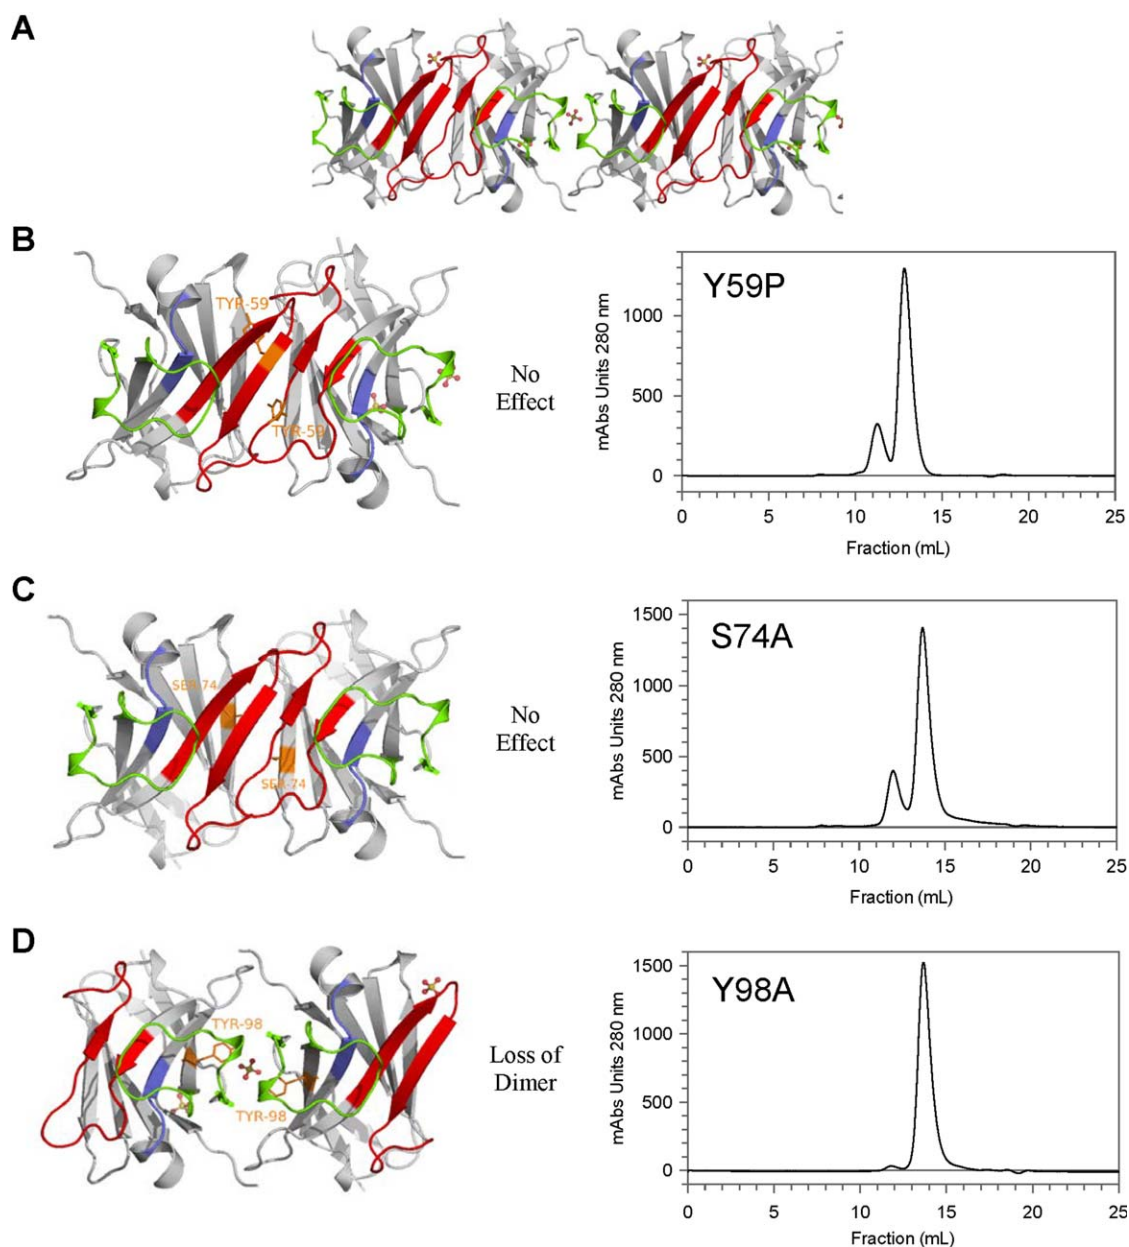 A
B
TYR-59
TYR-59
No
Effect
Y59P
mAbs Units 280 nm
1000
500
0
0 5 10 15 20 25
Fraction (mL)
C
SER-74
SER-74
No
Effect
S74A
mAbs Units 280 nm
1500
1000
500
0
0 5 10 15 20 25
Fraction (mL)
D
TYR-98
TYR-98
Loss of
Dimer
Y98A
mAbs Units 280 nm
1500
1000
500
0
0 5 10 15 20 25
Fraction (mL)